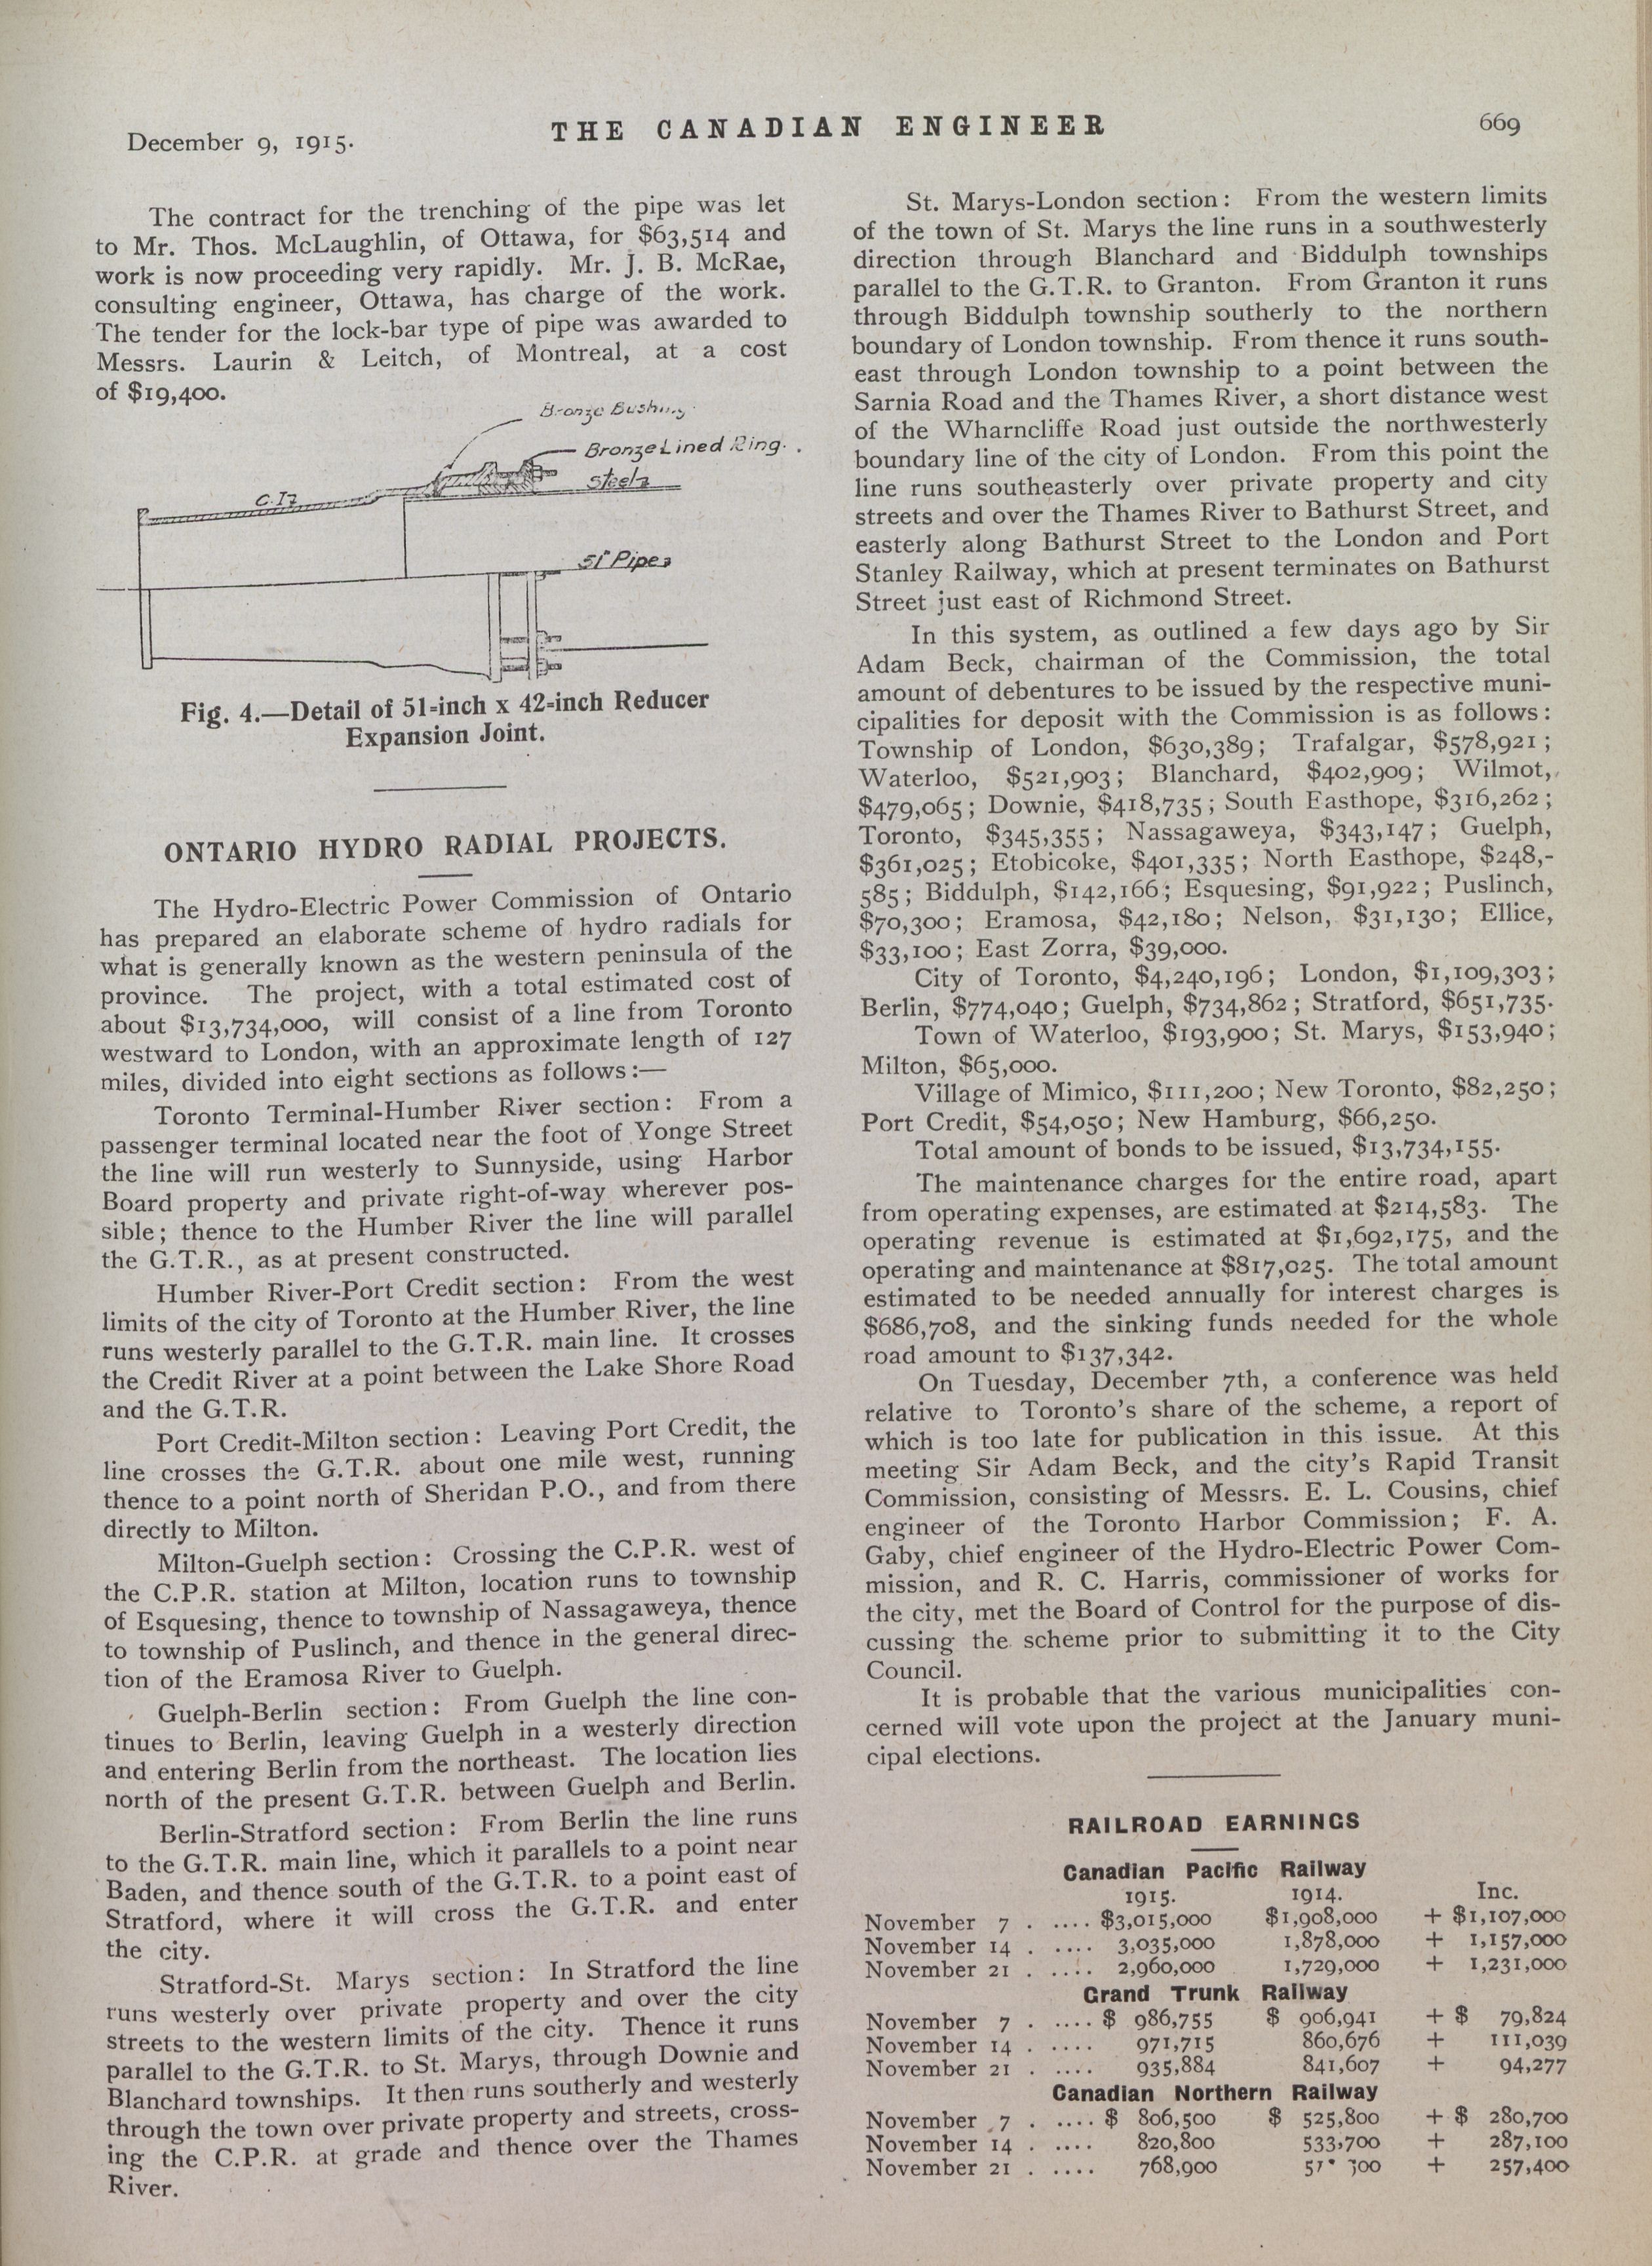 December 9, 1915.
THE CANADIAN ENGINEER
669
The contract for the trenching of the pipe was let
to Mr. Thos. McLaughlin, of Ottawa, for $63,514 and
work is now proceeding very rapidly. Mr. J. B. McRae,
consulting engineer, Ottawa, has charge of the work.
The tender for the lock-bar type of pipe was awarded to
Messrs. Laurin & Leitch, of Montreal, at a cost
of $19,400.
Bronze Bushing
Bronze Lined Ring.
Steel
C.I.
51" Pipe
Fig. 4.—Detail of 51-inch x 42-inch Reducer
Expansion Joint.
ONTARIO HYDRO RADIAL PROJECTS.
The Hydro-Electric Power Commission of Ontario
has prepared an elaborate scheme of hydro radials for
what is generally known as the western peninsula of the
province. The project, with a total estimated cost of
about $13,734,000, will consist of a line from Toronto
westward to London, with an approximate length of 127
miles, divided into eight sections as follows:—
Toronto Terminal-Humber River section: From a
passenger terminal located near the foot of Yonge Street
the line will run westerly to Sunnyside, using Harbor
Board property and private right-of-way wherever pos-
sible; thence to the Humber River the line will parallel
the G.T.R., as at present constructed.
Humber River-Port Credit section: From the west
limits of the city of Toronto at the Humber River, the line
runs westerly parallel to the G.T.R. main line. It crosses
the Credit River at a point between the Lake Shore Road
and the G.T.R.
Port Credit-Milton section: Leaving Port Credit, the
line crosses the G.T.R. about one mile west, running
thence to a point north of Sheridan P.O., and from there
directly to Milton.
Milton-Guelph section: Crossing the C.P.R. west of
the C.P.R. station at Milton, location runs to township
of Esquesing, thence to township of Nassagaweya, thence
to township of Puslinch, and thence in the general direc-
tion of the Eramosa River to Guelph.
Guelph-Berlin section: From Guelph the line con-
tinues to Berlin, leaving Guelph in a westerly direction
and entering Berlin from the northeast. The location lies
north of the present G.T.R. between Guelph and Berlin.
Berlin-Stratford section: From Berlin the line runs
to the G.T.R. main line, which it parallels to a point near
Baden, and thence south of the G.T.R. to a point east of
Stratford, where it will cross the G.T.R. and enter
the city.
Stratford-St. Marys section: In Stratford the line
runs westerly over private property and over the city
streets to the western limits of the city. Thence it runs
parallel to the G.T.R. to St. Marys, through Downie and
Blanchard townships. It then runs southerly and westerly
through the town over private property and streets, cross-
ing the C.P.R. at grade and thence over the Thames
River.
St. Marys-London section: From the western limits
of the town of St. Marys the line runs in a southwesterly
direction through Blanchard and Biddulph townships
parallel to the G.T.R. to Granton. From Granton it runs
through Biddulph township southerly to the northern
boundary of London township. From thence it runs south-
east through London township to a point between the
Sarnia Road and the Thames River, a short distance west
of the Wharncliffe Road just outside the northwesterly
boundary line of the city of London. From this point the
line runs southeasterly over private property and city
streets and over the Thames River to Bathurst Street, and
easterly along Bathurst Street to the London and Port
Stanley Railway, which at present terminates on Bathurst
Street just east of Richmond Street.
In this system, as outlined a few days ago by Sir
Adam Beck, chairman of the Commission, the total
amount of debentures to be issued by the respective muni-
cipalities for deposit with the Commission is as follows:
Township of London, $630,389; Trafalgar, $578,921;
Waterloo, $521,903; Blanchard, $402,909; Wilmot,
$479,065; Downie, $418,735; South Easthope, $316,262;
Toronto, $345,355; Nassagaweya, $343,147; Guelph,
$361,025; Etobicoke, $401,335; North Easthope, $248,-
585; Biddulph, $142,166; Esquesing, $91,922; Puslinch,
$70,300; Eramosa, $42,180; Nelson, $31,130; Ellice,
$33,100; East Zorra, $39,000.
City of Toronto, $4,240,196; London, $1,109,303;
Berlin, $774,040; Guelph, $734,862; Stratford, $651,735.
Town of Waterloo, $193,900; St. Marys, $153,940;
Milton, $65,000.
Village of Mimico, $111,200; New Toronto, $82,250;
Port Credit, $54,050; New Hamburg, $66,250.
Total amount of bonds to be issued, $13,734,155.
The maintenance charges for the entire road, apart
from operating expenses, are estimated at $214,583. The
operating revenue is estimated at $1,692,175, and the
operating and maintenance at $817,025. The total amount
estimated to be needed annually for interest charges is
$686,708, and the sinking funds needed for the whole
road amount to $137,342.
On Tuesday, December 7th, a conference was held
relative to Toronto's share of the scheme, a report of
which is too late for publication in this issue. At this
meeting Sir Adam Beck, and the city's Rapid Transit
Commission, consisting of Messrs. E. L. Cousins, chief
engineer of the Toronto Harbor Commission; F. A.
Gaby, chief engineer of the Hydro-Electric Power Com-
mission, and R. C. Harris, commissioner of works for
the city, met the Board of Control for the purpose of dis-
cussing the scheme prior to submitting it to the City
Council.
It is probable that the various municipalities con-
cerned will vote upon the project at the January muni-
cipal elections.
RAILROAD EARNINGS
Canadian Pacific Railway
1915. 1914. Inc.
November 7 . .... $3,015,000 $1,908,000 + $1,107,000
November 14 . .... 3,035,000 1,878,000 + 1,157,000
November 21 . .... 2,960,000 1,729,000 + 1,231,000
Grand Trunk Railway
November 7 . .... $ 986,755 $ 906,941 + $ 79,824
November 14 . .... 971,715 860,676 + 111,039
November 21 . .... 935,884 841,607 + 94,277
Canadian Northern Railway
November 7 . .... $ 806,500 $ 525,800 + $ 280,700
November 14 . .... 820,800 533,700 + 287,100
November 21 . .... 768,900 + 257,400